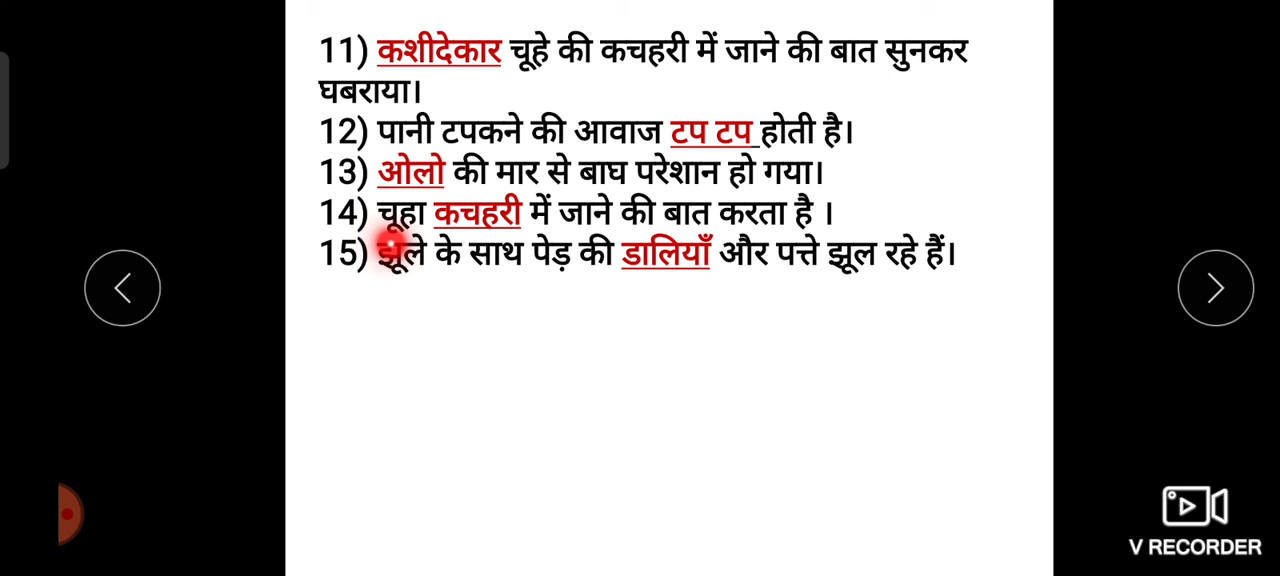 11) कशीदेकार चूहे की कचहरी में जाने की बात सुनकर
घबराया।
12) पानी टपकने की आवाज टप टप होती है।
13) ओलो की मार से बाघ परेशान हो गया।
14) चूहा कचहरी में जाने की बात करता है ।
15) झूले के साथ पेड़ की डालियाँ और पत्ते झूल रहे हैं।
V RECORDER